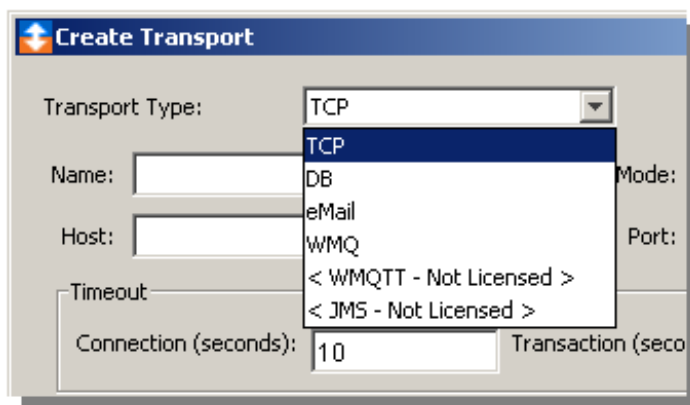 Create Transport
Transport Type: TCP
TCP
Name: DB Mode:
eMail
Host: WMQ Port:
< WMQTT - Not Licensed >
Timeout
< JMS - Not Licensed >
Connection (seconds): 10 Transaction